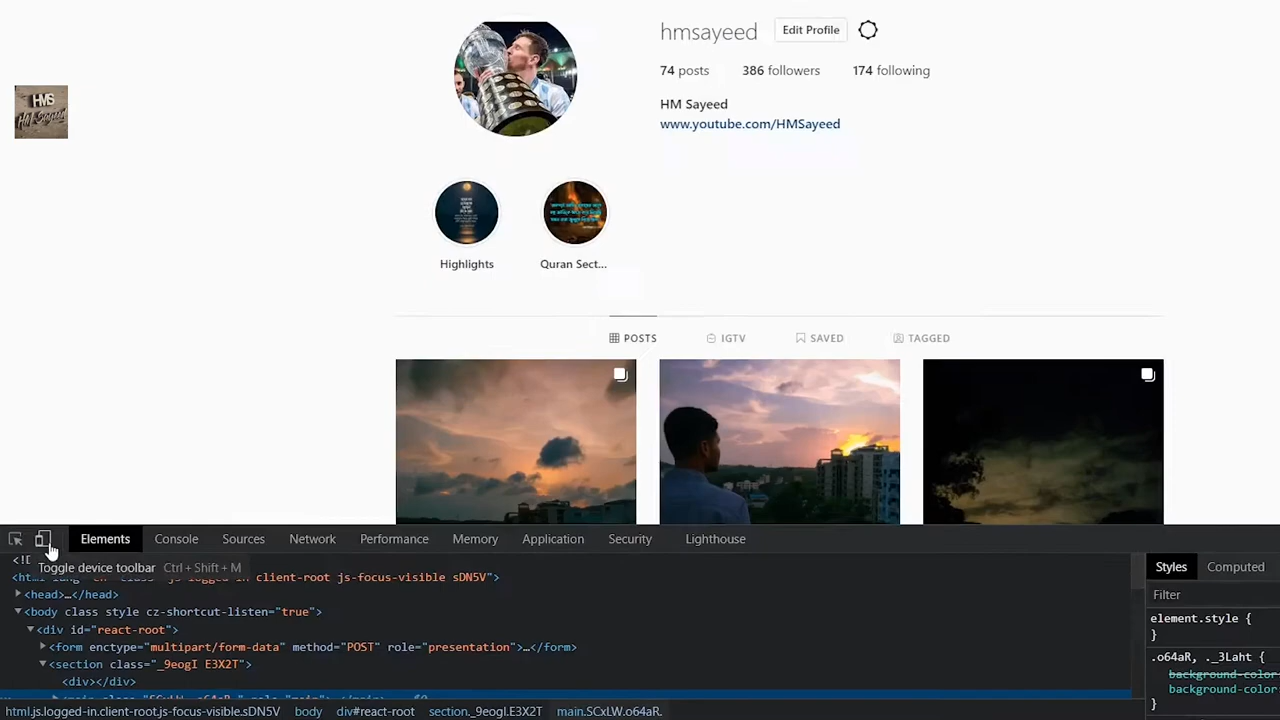 hmsayeed Edit Profile
74 posts 386 followers 174 following
HMS
HM Sayeed
HM Sayeed
www.youtube.com/HMSayeed
Highlights Quran Sect...
POSTS IGTV SAVED TAGGED
Elements Console Sources Network Performance Memory Application Security Lighthouse
Toggle device toolbar Ctrl + Shift + M
client-root js-focus-visible sDN5V">
<head>…</head>
<body class style cz-shortcut-listen="true">
<div id="react-root">
<form enctype="multipart/form-data" method="POST" role="presentation">…</form>
<section class="_9eogI E3X2T">
<div></div>
html.js.logged-in.client-root.js-focus-visible.sDN5V body div#react-root section._9eogI.E3X2T main.SCxLW.o64aR.
Styles Computed
Filter
element.style {
}
.o64aR, ._3Laht {
background-color
background-color
}